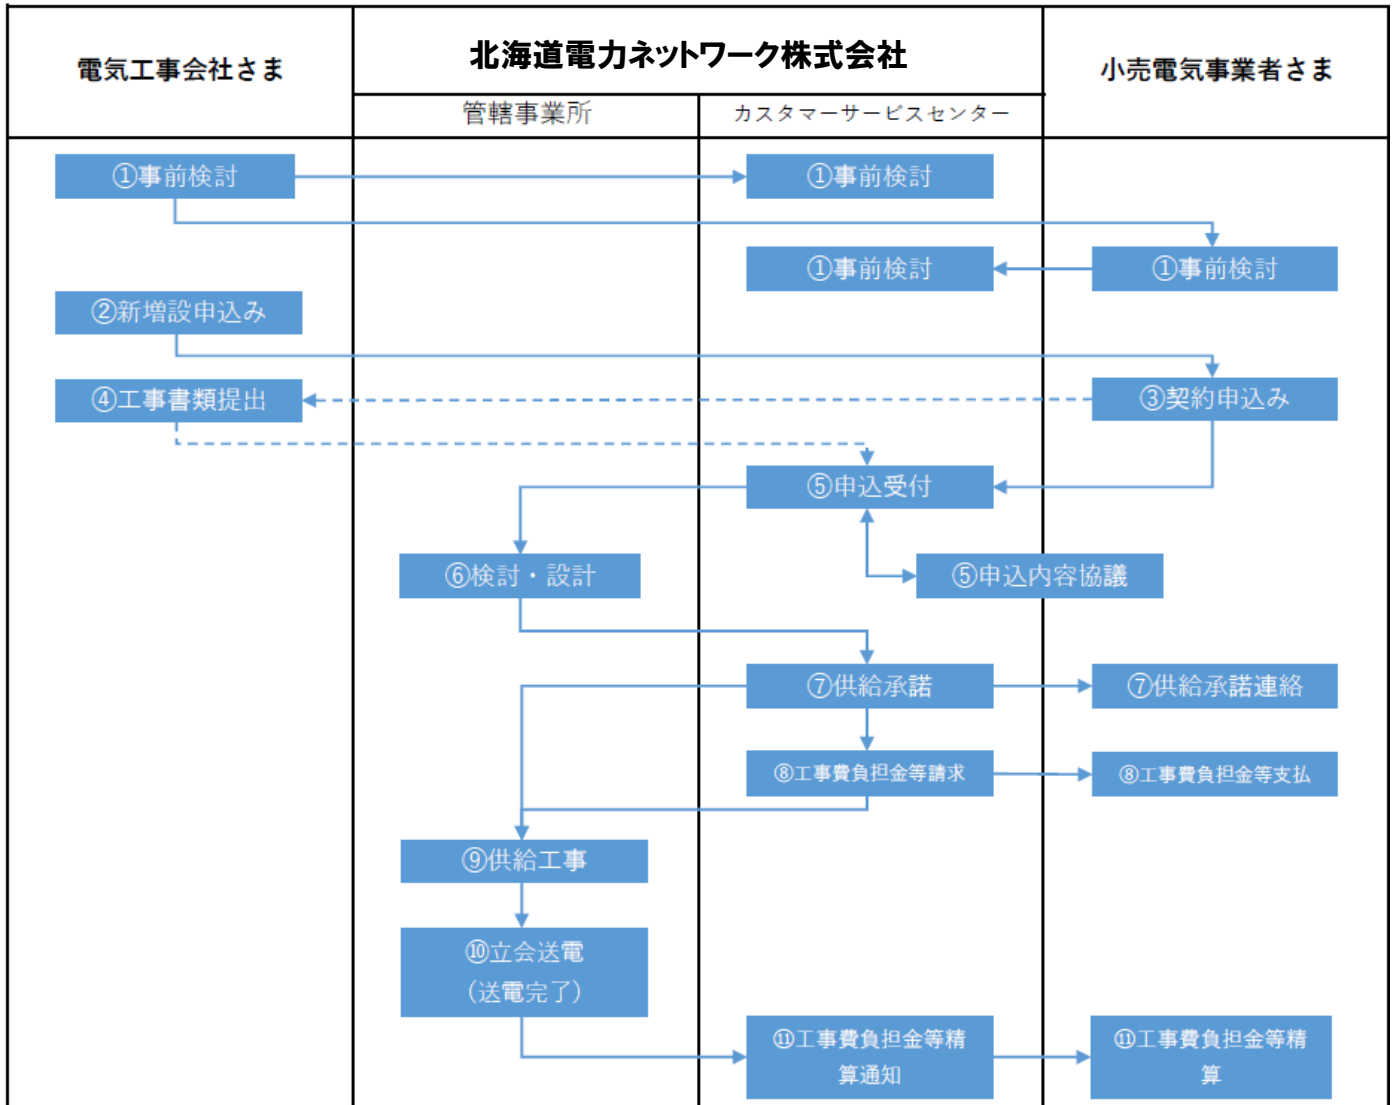 電気工事会社さま
北海道電力ネットワーク株式会社
小売電気事業者さま
管轄事業所
カスタマーサービスセンター
①事前検討
①事前検討
①事前検討
①事前検討
②新増設申込み
④工事書類提出
③契約申込み
⑤申込受付
⑥検討・設計
⑤申込内容協議
⑦供給承諾
⑦供給承諾連絡
⑧工事費負担金等請求
⑧工事費負担金等支払
⑨供給工事
⑩立会送電
（送電完了）
⑪工事費負担金等精
算通知
⑪工事費負担金等精
算